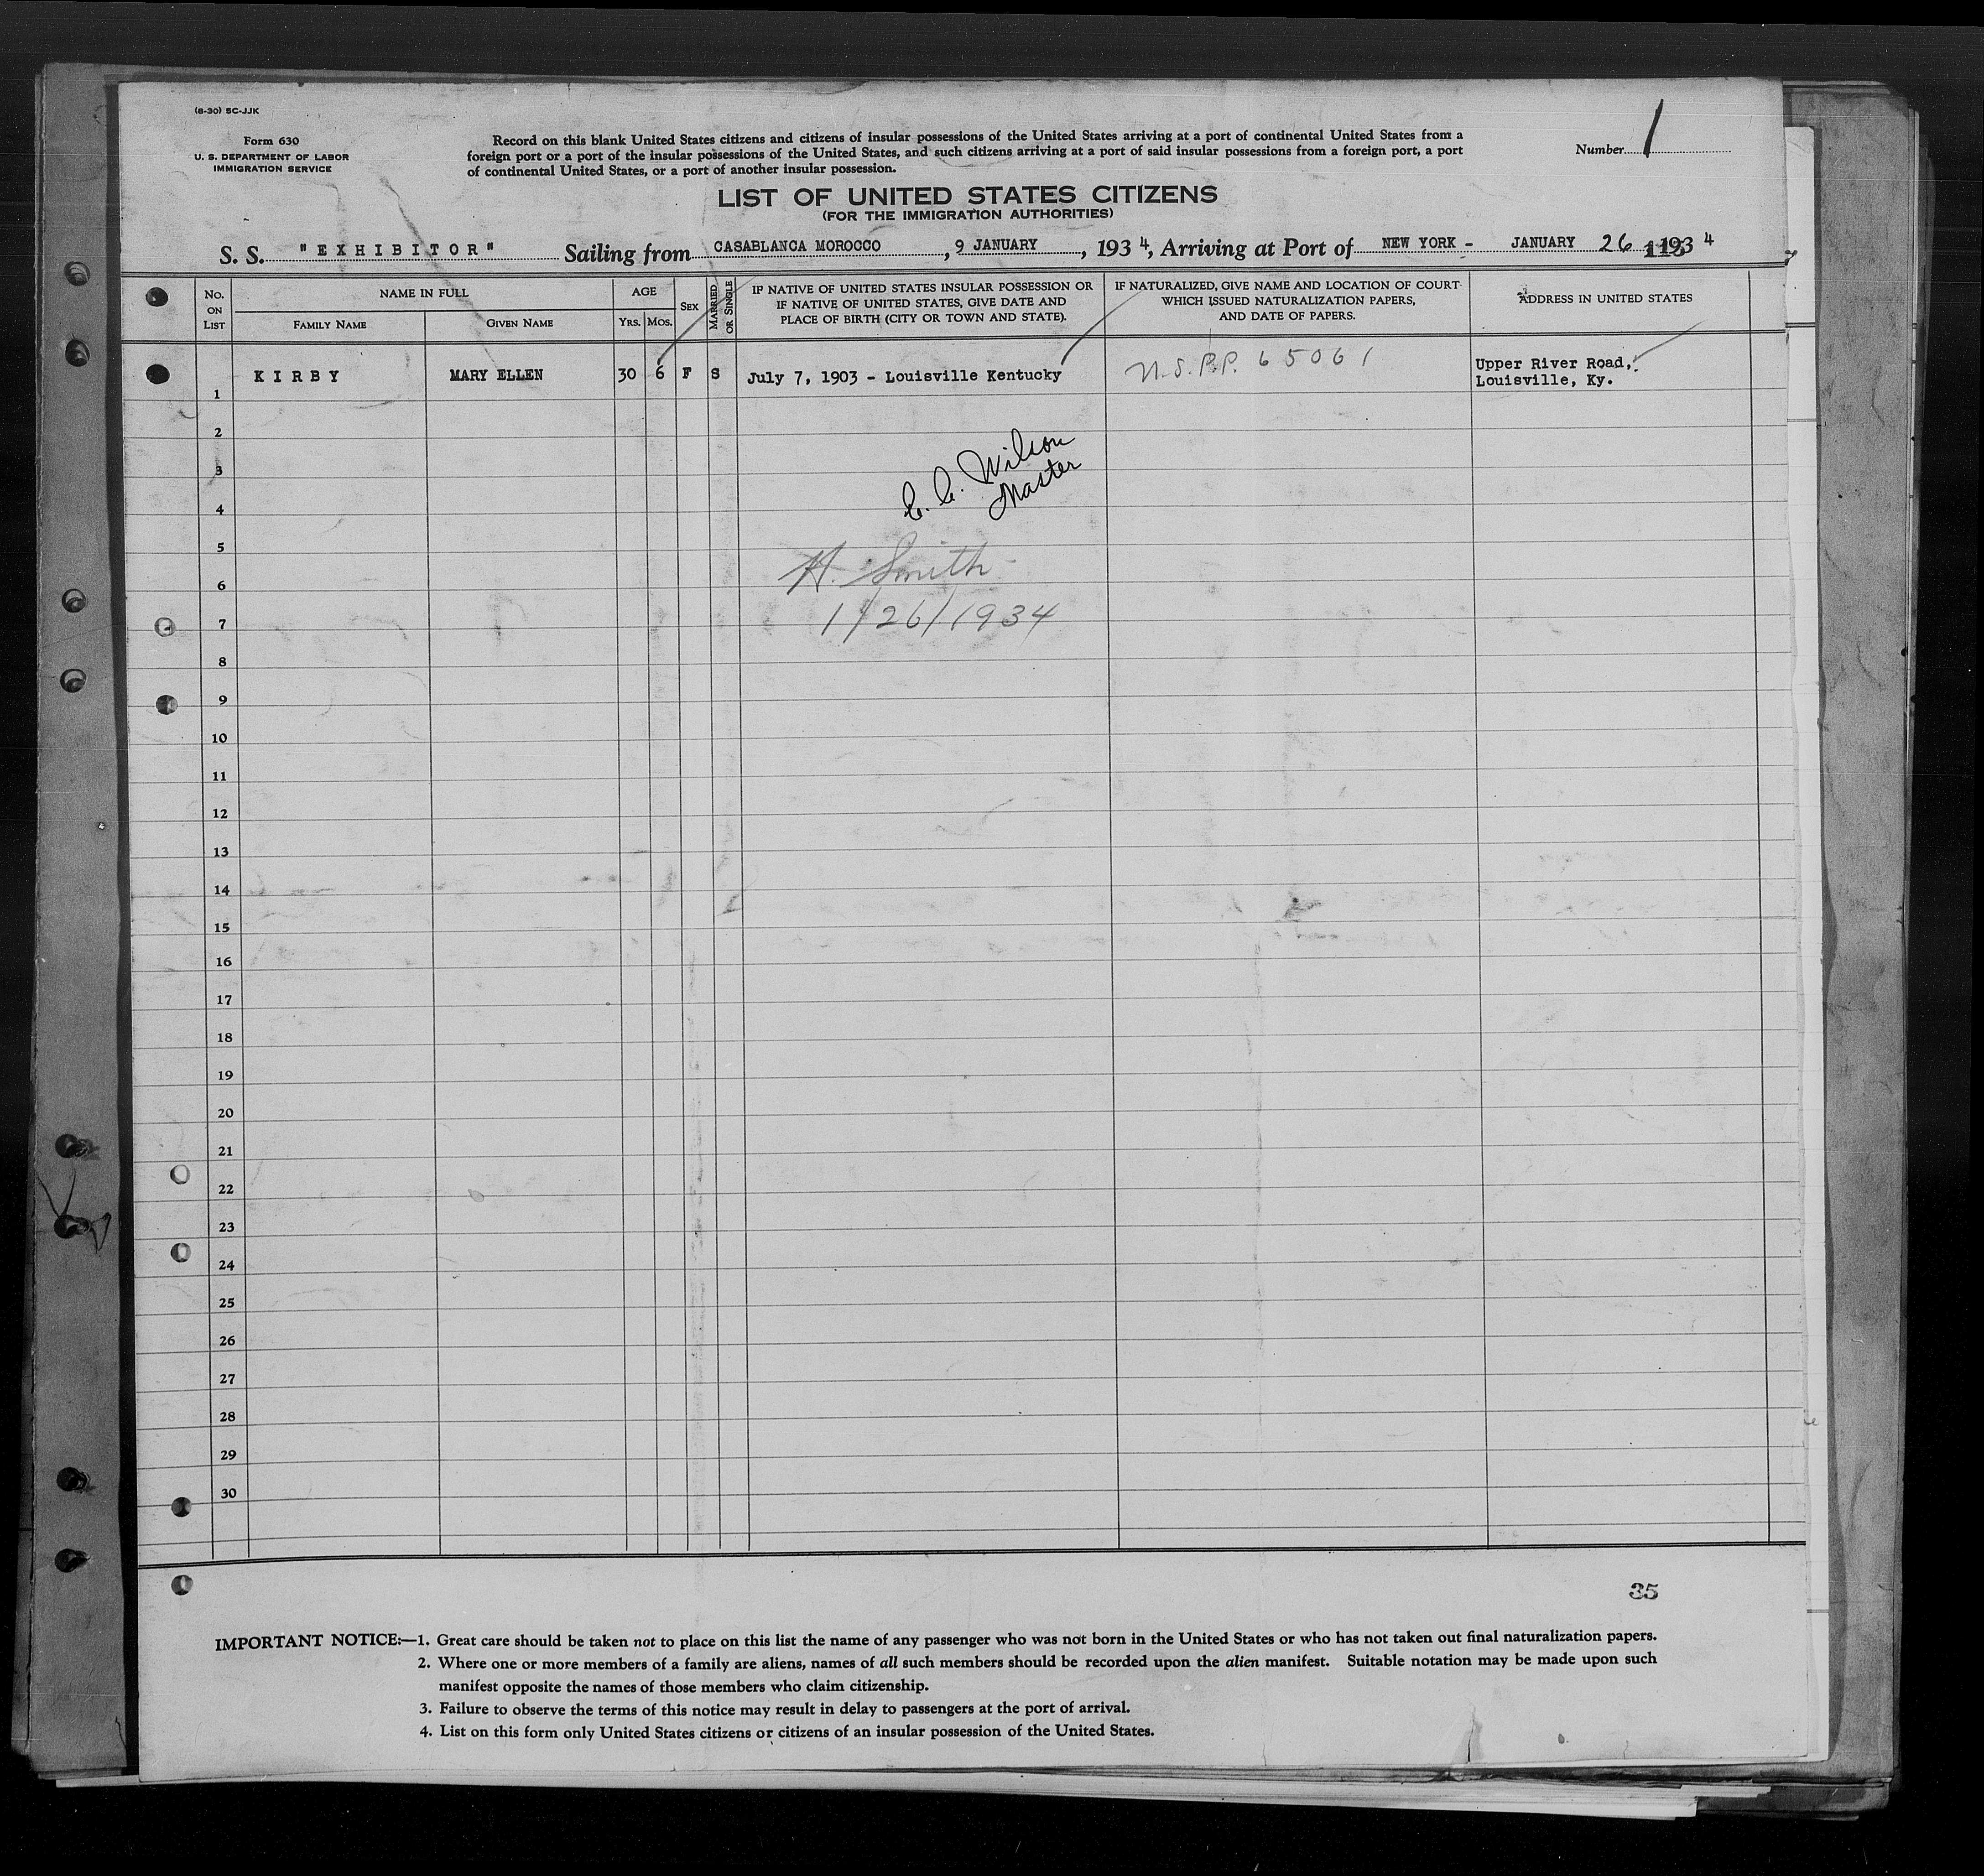 (6-30) 5C-JJK
Form 630
U. S. DEPARTMENT OF LABOR
IMMIGRATION SERVICE
Record on this blank United States citizens and citizens of insular possessions of the United States arriving at a port of continental United States from a
foreign port or a port of the insular possessions of the United States, and such citizens arriving at a port of said insular possessions from a foreign port, a port
of continental United States, or a port of another insular possession.
Number 1
LIST OF UNITED STATES CITIZENS
(FOR THE IMMIGRATION AUTHORITIES)
S. S. "EXHIBITOR" Sailing from CASABLANCA MOROCCO, 9 JANUARY, 1934, Arriving at Port of NEW YORK - JANUARY 26 1934
No. ON LIST
NAME IN FULL
FAMILY NAME
GIVEN NAME
AGE
YRS. MOS.
SEX
MARRIED OR SINGLE
IF NATIVE OF UNITED STATES INSULAR POSSESSION OR
IF NATIVE OF UNITED STATES, GIVE DATE AND
PLACE OF BIRTH (CITY OR TOWN AND STATE).
IF NATURALIZED, GIVE NAME AND LOCATION OF COURT
WHICH ISSUED NATURALIZATION PAPERS,
AND DATE OF PAPERS.
ADDRESS IN UNITED STATES
1 KIRBY MARY ELLEN 30 6 F S July 7, 1903 - Louisville Kentucky U.S.P.P. 65061 Upper River Road,
Louisville, Ky.
2
3
C. C. Wilson
Master
4
5
H. Smith
6
1/26/1934
7
8
9
10
11
12
13
14
15
16
17
18
19
20
21
22
23
24
25
26
27
28
29
30
35
IMPORTANT NOTICE:—1. Great care should be taken not to place on this list the name of any passenger who was not born in the United States or who has not taken out final naturalization papers.
2. Where one or more members of a family are aliens, names of all such members should be recorded upon the alien manifest. Suitable notation may be made upon such
manifest opposite the names of those members who claim citizenship.
3. Failure to observe the terms of this notice may result in delay to passengers at the port of arrival.
4. List on this form only United States citizens or citizens of an insular possession of the United States.